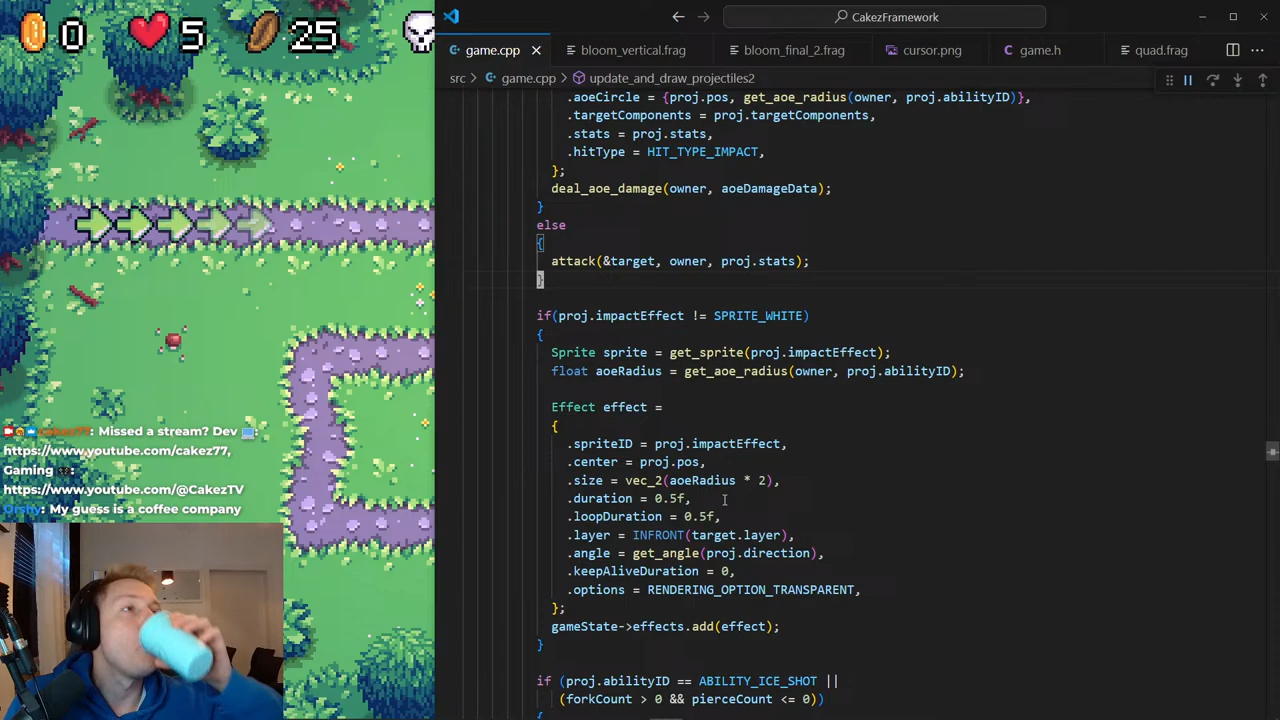 0 5 25
cakez77: Missed a stream? Dev :
https://www.youtube.com/cakez77,
Gaming :
https://www.youtube.com/@CakezTV
Orshy: My guess is a coffee company
CakezFramework
game.cpp bloom_vertical.frag bloom_final_2.frag cursor.png game.h quad.frag
src > game.cpp > update_and_draw_projectiles2
.aoeCircle = {proj.pos, get_aoe_radius(owner, proj.abilityID)},
.targetComponents = proj.targetComponents,
.stats = proj.stats,
.hitType = HIT_TYPE_IMPACT,
};
deal_aoe_damage(owner, aoeDamageData);
}
else
{
attack(&target, owner, proj.stats);
}
if(proj.impactEffect != SPRITE_WHITE)
{
Sprite sprite = get_sprite(proj.impactEffect);
float aoeRadius = get_aoe_radius(owner, proj.abilityID);
Effect effect =
{
.spriteID = proj.impactEffect,
.center = proj.pos,
.size = vec_2(aoeRadius * 2),
.duration = 0.5f,
.loopDuration = 0.5f,
.layer = INFRONT(target.layer),
.angle = get_angle(proj.direction),
.keepAliveDuration = 0,
.options = RENDERING_OPTION_TRANSPARENT,
};
gameState->effects.add(effect);
}
if (proj.abilityID == ABILITY_ICE_SHOT ||
(forkCount > 0 && pierceCount <= 0))
{